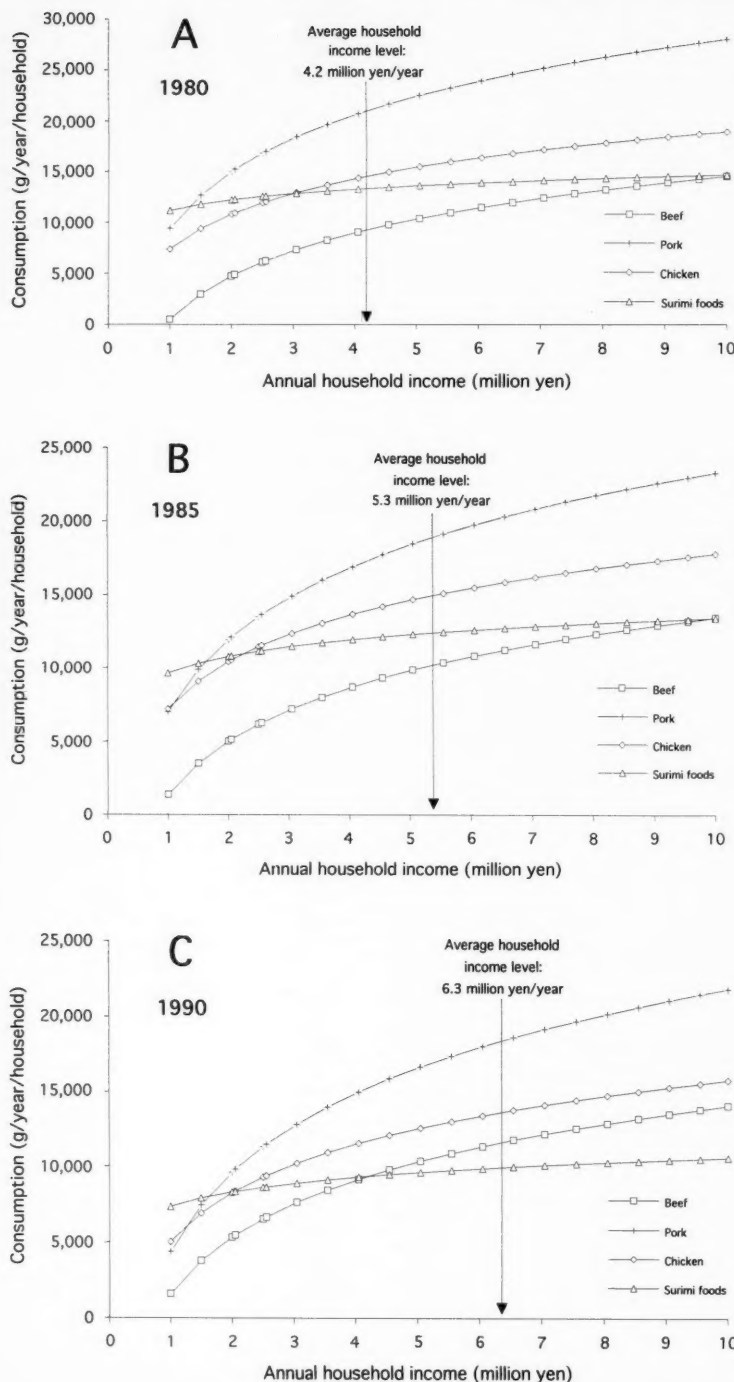 A
1980
Average household
income level:
4.2 million yen/year
Consumption (g/year/household)
30,000
25,000
20,000
15,000
10,000
5,000
0
0 1 2 3 4 5 6 7 8 9 10
Annual household income (million yen)
Beef
Pork
Chicken
Surimi foods
B
1985
Average household
income level:
5.3 million yen/year
Consumption (g/year/household)
25,000
20,000
15,000
10,000
5,000
0
0 1 2 3 4 5 6 7 8 9 10
Annual household income (million yen)
Beef
Pork
Chicken
Surimi foods
C
1990
Average household
income level:
6.3 million yen/year
Consumption (g/year/household)
25,000
20,000
15,000
10,000
5,000
0
0 1 2 3 4 5 6 7 8 9 10
Annual household income (million yen)
Beef
Pork
Chicken
Surimi foods